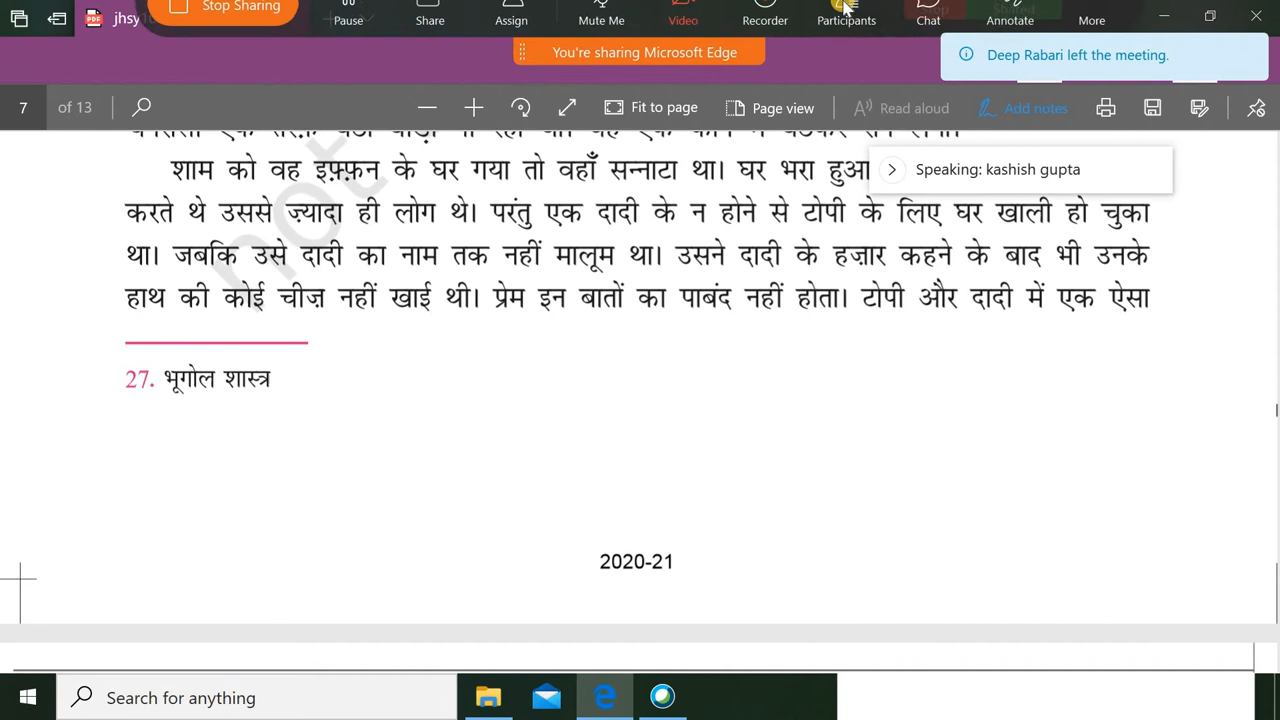 Stop Sharing
Pause Share Assign Mute Me Video Recorder Participants Chat Annotate More
You're sharing Microsoft Edge
Deep Rabari left the meeting.
7 of 13 Fit to page Page view Read aloud Add notes
शाम को वह इफ़्फ़न के घर गया तो वहाँ सन्नाटा था। घर भरा हुआ
Speaking: kashish gupta
करते थे उससे ज़्यादा ही लोग थे। परंतु एक दादी के न होने से टोपी के लिए घर खाली हो चुका
था। जबकि उसे दादी का नाम तक नहीं मालूम था। उसने दादी के हज़ार कहने के बाद भी उनके
हाथ की कोई चीज़ नहीं खाई थी। प्रेम इन बातों का पाबंद नहीं होता। टोपी और दादी में एक ऐसा
27. भूगोल शास्त्र
not
2020-21
Search for anything